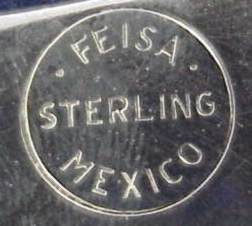 · FEISA ·
STERLING
MEXICO